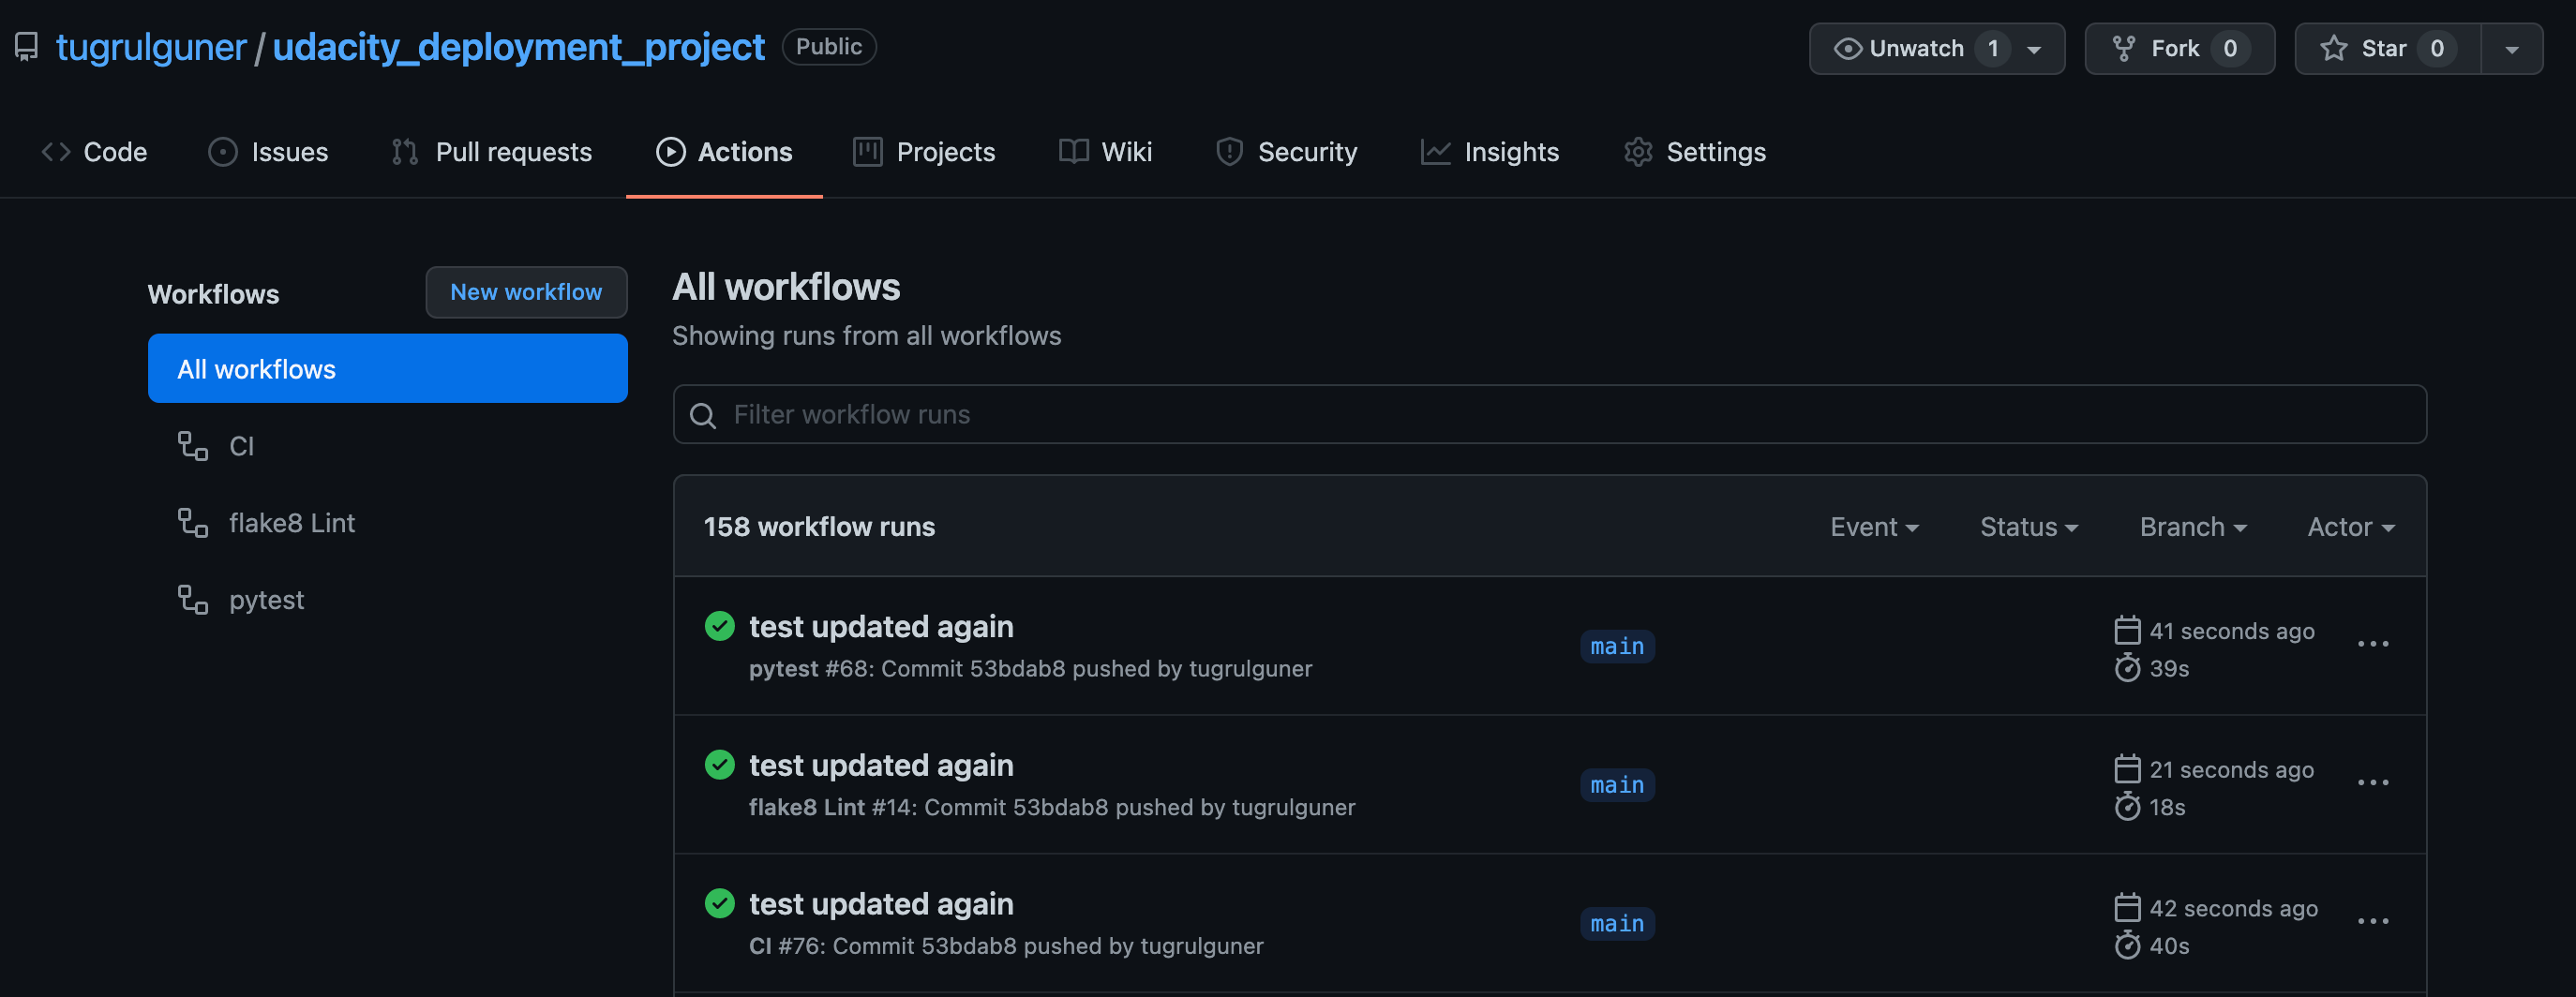 tugrulguner / udacity_deployment_project Public
Unwatch 1 Fork 0 Star 0
Code Issues Pull requests Actions Projects Wiki Security Insights Settings
Workflows New workflow
All workflows
CI
flake8 Lint
pytest
All workflows
Showing runs from all workflows
Filter workflow runs
158 workflow runs Event Status Branch Actor
test updated again
pytest #68: Commit 53bdab8 pushed by tugrulguner
main
41 seconds ago
39s
test updated again
flake8 Lint #14: Commit 53bdab8 pushed by tugrulguner
main
21 seconds ago
18s
test updated again
CI #76: Commit 53bdab8 pushed by tugrulguner
main
42 seconds ago
40s